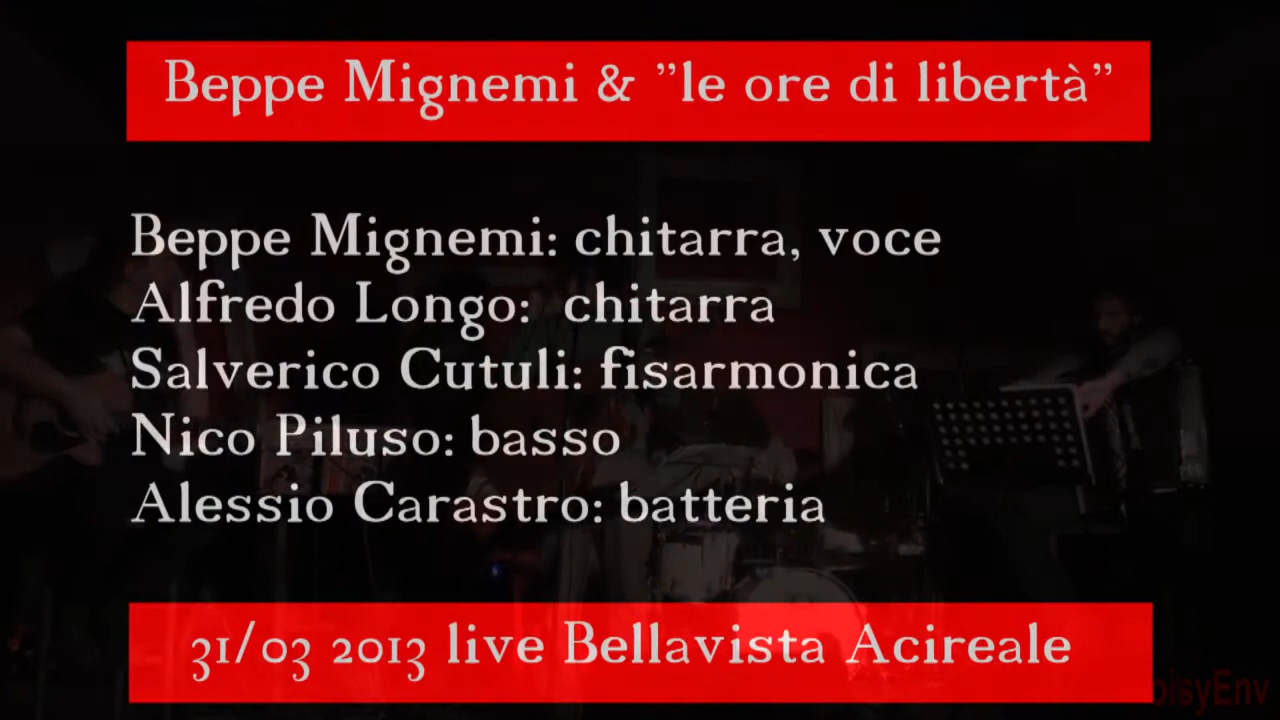 Beppe Mignemi & ”le ore di libertà”
Beppe Mignemi: chitarra, voce
Alfredo Longo: chitarra
Salverico Cutuli: fisarmonica
Nico Piluso: basso
Alessio Carastro: batteria
31/03 2013 live Bellavista Acireale